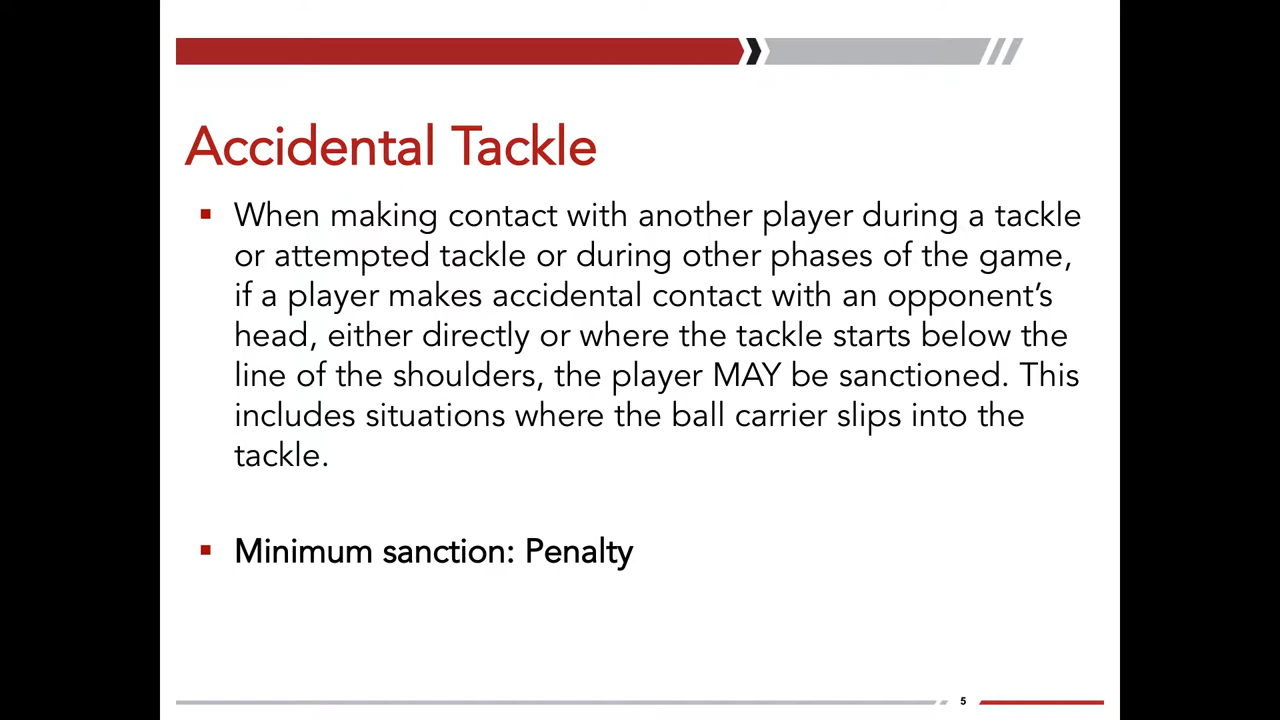 Accidental Tackle
▪ When making contact with another player during a tackle
or attempted tackle or during other phases of the game,
if a player makes accidental contact with an opponent’s
head, either directly or where the tackle starts below the
line of the shoulders, the player MAY be sanctioned. This
includes situations where the ball carrier slips into the
tackle.
▪ Minimum sanction: Penalty
5